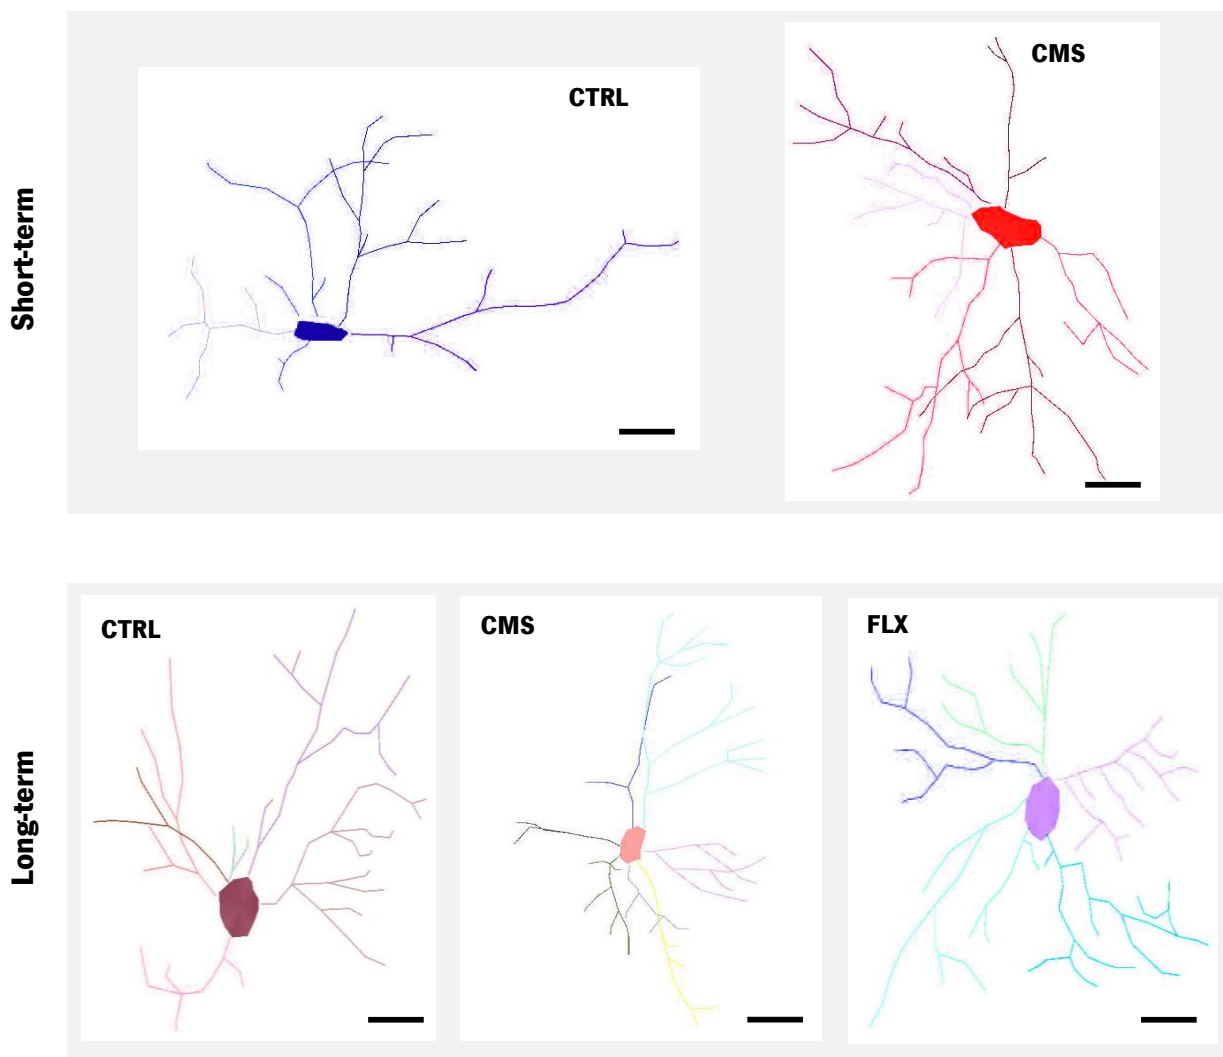 Short-term
CTRL
CMS
Long-term
CTRL
CMS
FLX